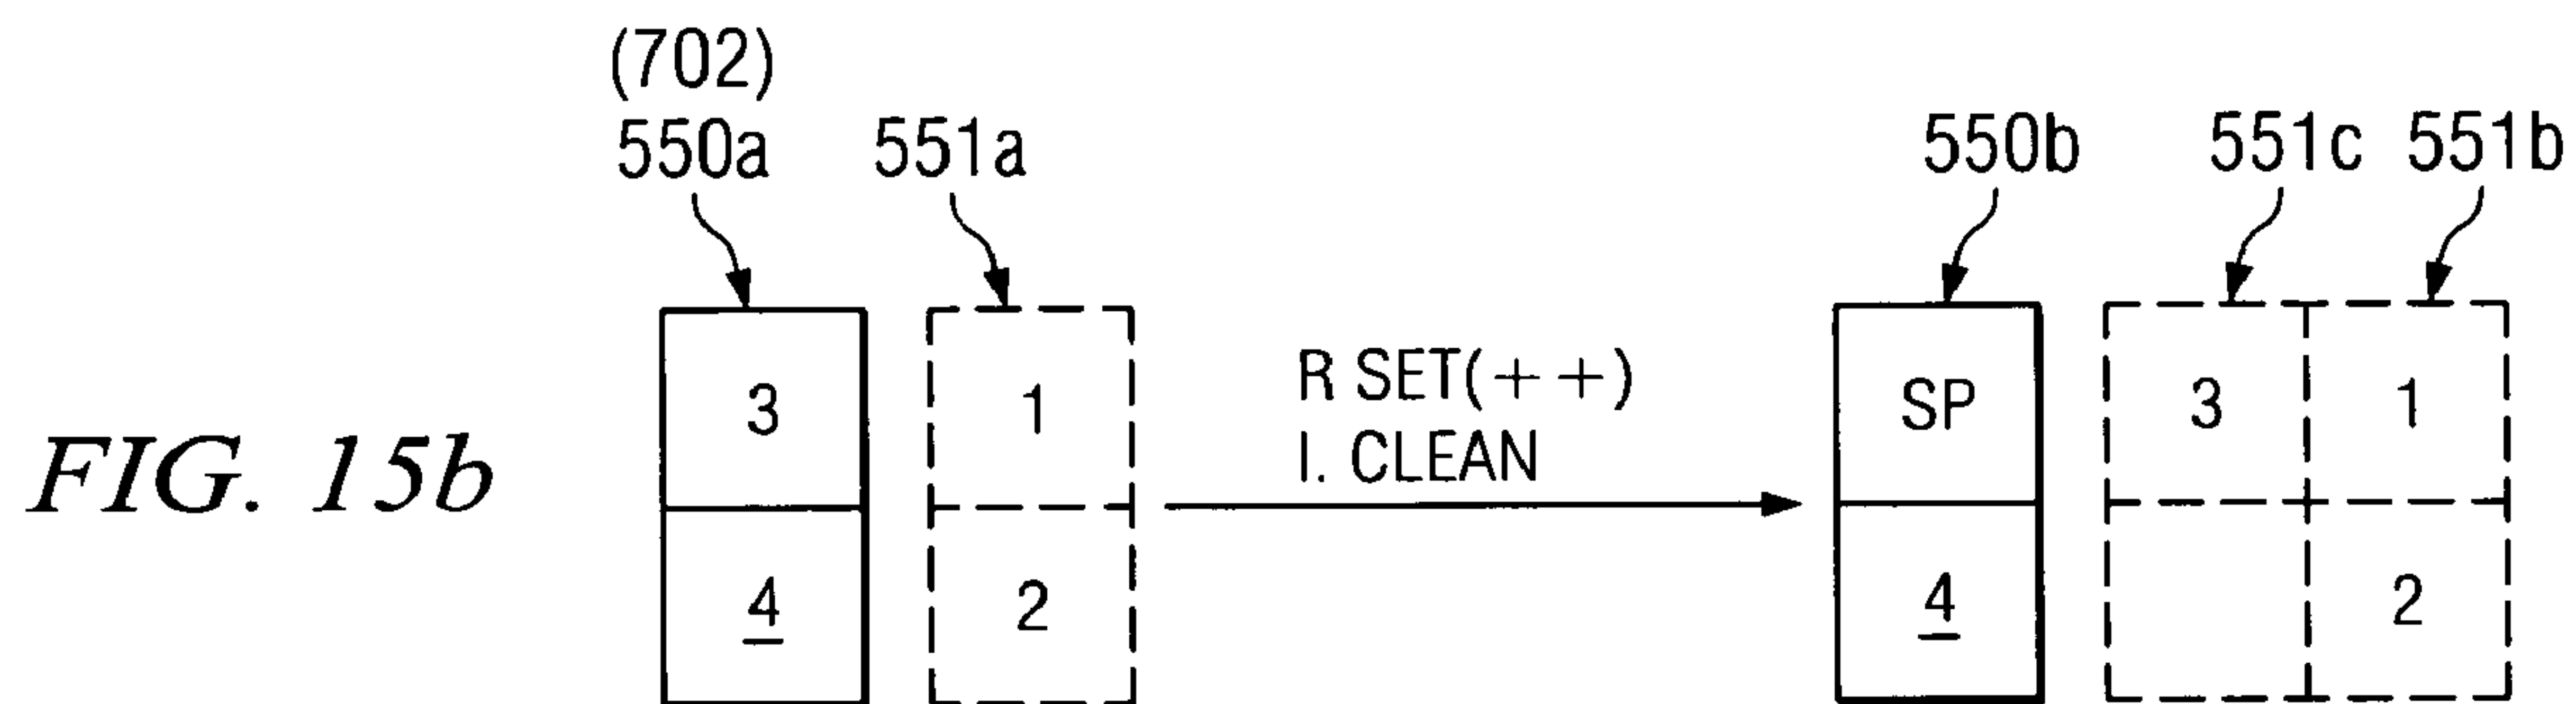 (702)
550a 551a 550b 551c 551b
3 1 R SET(++) SP 3 1
I. CLEAN
FIG. 15b
4 2 4 2